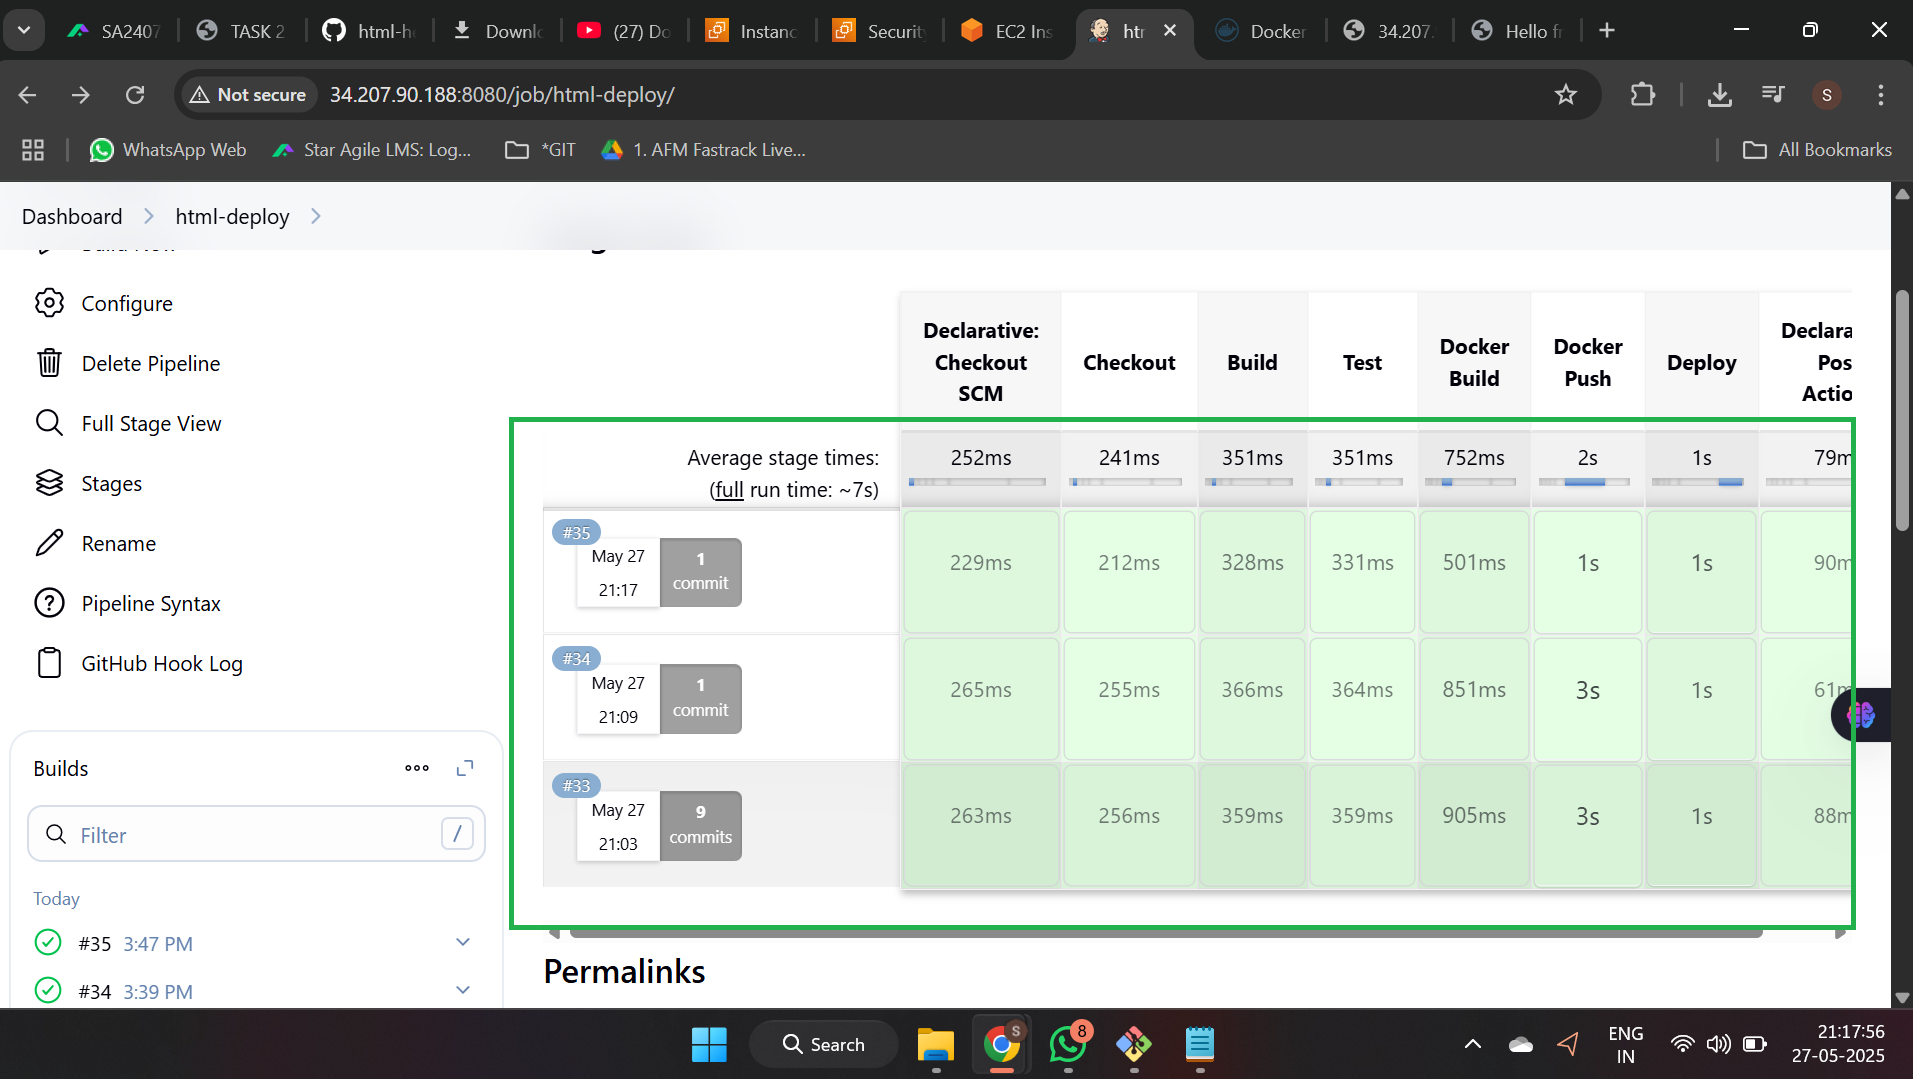 SA2407
TASK 2
html-h
Downl
(27) Do
Instanc
Securit
EC2 Ins
htr
Docker
34.207.
Hello f
Not secure
34.207.90.188:8080/job/html-deploy/
S
WhatsApp Web
Star Agile LMS: Log...
*GIT
1. AFM Fastrack Live...
All Bookmarks
Dashboard
html-deploy
Configure
Delete Pipeline
Full Stage View
Stages
Rename
Pipeline Syntax
GitHub Hook Log
Builds
Filter
/
Today
#35 3:47 PM
#34 3:39 PM
Declarative:
Checkout
SCM
Checkout
Build
Test
Docker
Build
Docker
Push
Deploy
Declara
Pos
Actio
Average stage times:
(full run time: ~7s)
252ms
241ms
351ms
351ms
752ms
2s
1s
79m
#35
May 27
21:17
1
commit
229ms
212ms
328ms
331ms
501ms
1s
1s
90m
#34
May 27
21:09
1
commit
265ms
255ms
366ms
364ms
851ms
3s
1s
61m
#33
May 27
21:03
9
commits
263ms
256ms
359ms
359ms
905ms
3s
1s
88m
Permalinks
Search
S
8
ENG
IN
21:17:56
27-05-2025